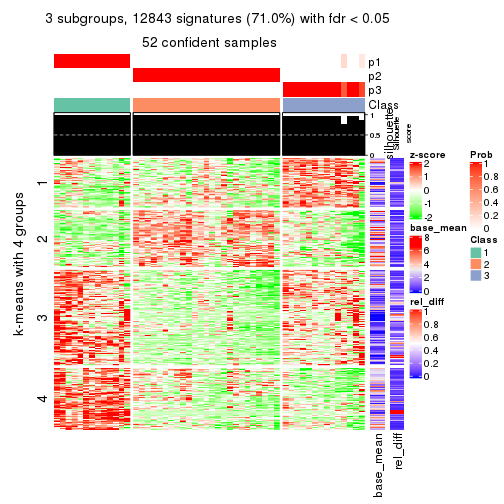 3 subgroups, 12843 signatures (71.0%) with fdr < 0.05
52 confident samples
p1
p2
p3
Class
1
0.5
0
silhouette
Silhouette
score
k-means with 4 groups
1
2
3
4
base_mean
rel_diff
z-score
2
1
0
-1
-2
base_mean
8
6
4
2
0
rel_diff
1
0.8
0.6
0.4
0.2
0
Prob
1
0.8
0.6
0.4
0.2
0
Class
1
2
3